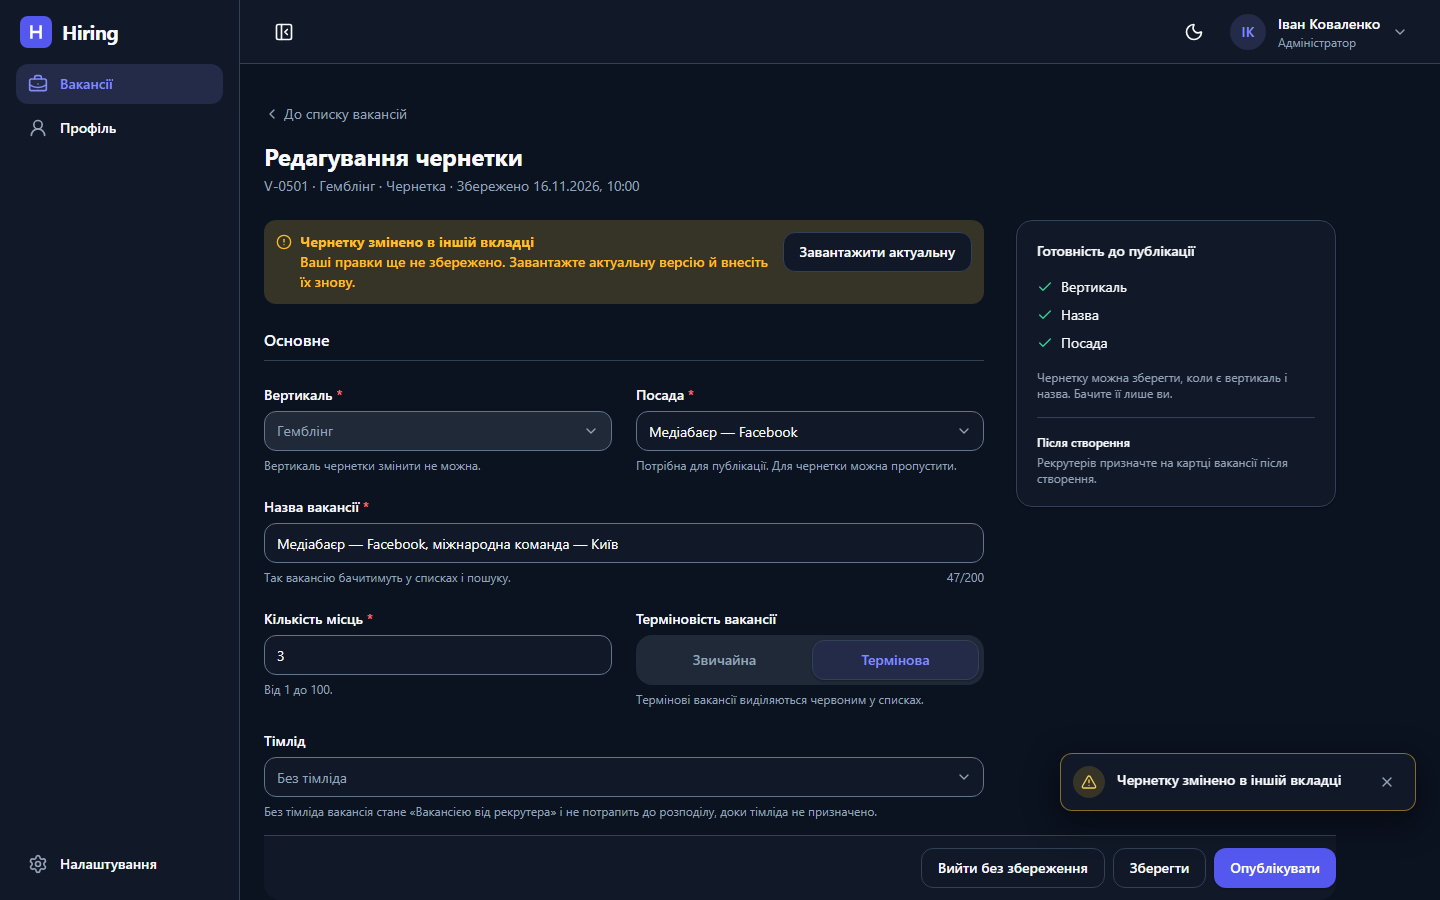 H Hiring
Вакансії
Профіль
Налаштування
ІК
Іван Коваленко
Адміністратор
До списку вакансій
Редагування чернетки
V-0501 · Гемблінг · Чернетка · Збережено 16.11.2026, 10:00
Чернетку змінено в іншій вкладці
Ваші правки ще не збережено. Завантажте актуальну версію й внесіть
їх знову.
Завантажити актуальну
Основне
Вертикаль *
Гемблінг
Вертикаль чернетки змінити не можна.
Посада *
Медіабаєр — Facebook
Потрібна для публікації. Для чернетки можна пропустити.
Назва вакансії *
Медіабаєр — Facebook, міжнародна команда — Київ
Так вакансію бачитимуть у списках і пошуку.
47/200
Кількість місць *
3
Від 1 до 100.
Терміновість вакансії
Звичайна
Термінова
Термінові вакансії виділяються червоним у списках.
Тімлід
Без тімліда
Без тімліда вакансія стане «Вакансією від рекрутера» і не потрапить до розподілу, доки тімліда не призначено.
Готовність до публікації
Вертикаль
Назва
Посада
Чернетку можна зберегти, коли є вертикаль і
назва. Бачите її лише ви.
Після створення
Рекрутерів призначте на картці вакансії після
створення.
Чернетку змінено в іншій вкладці
Вийти без збереження
Зберегти
Опублікувати